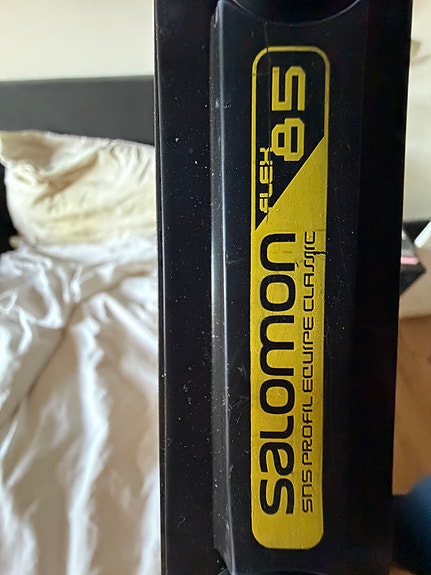 FLEX 85
salomon
SNS PROFIL EQUIPE CLASSIC